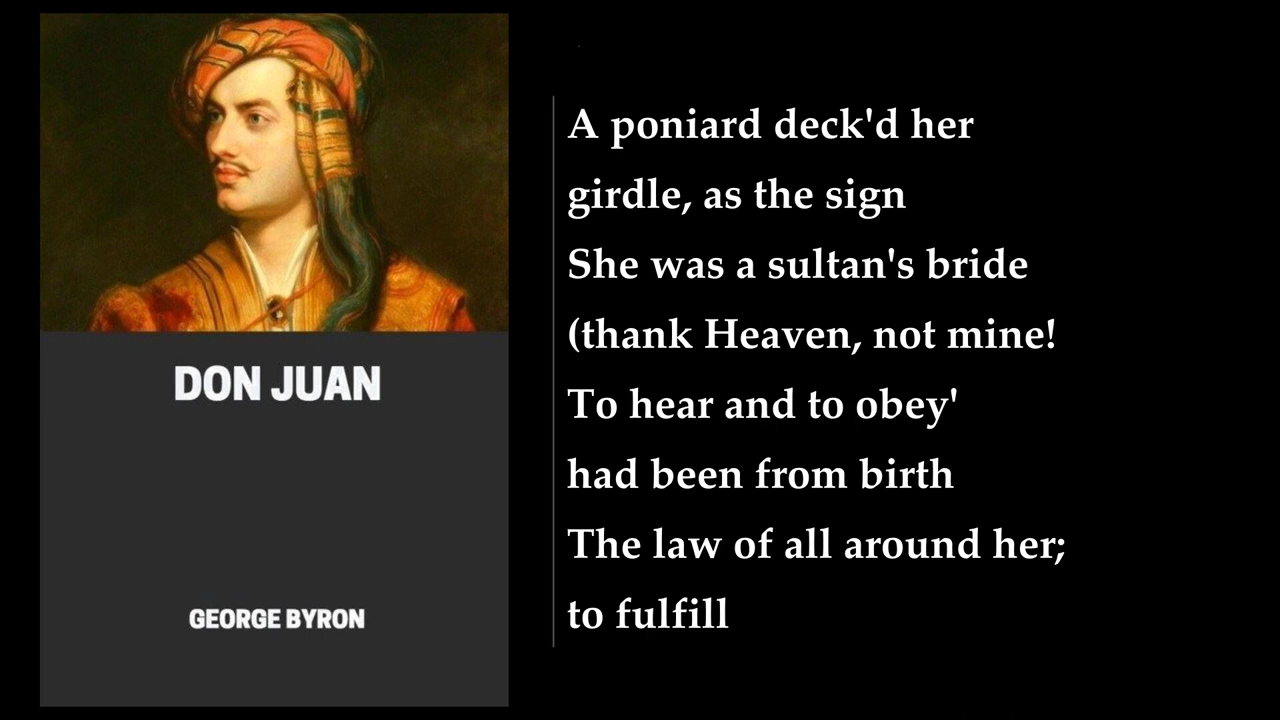 DON JUAN
GEORGE BYRON
A poniard deck'd her
girdle, as the sign
She was a sultan's bride
(thank Heaven, not mine!
To hear and to obey'
had been from birth
The law of all around her;
to fulfill